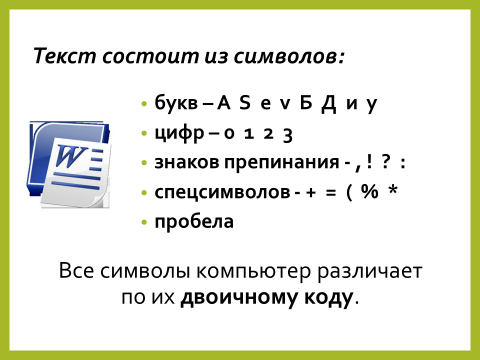 Текст состоит из символов:
• букв – A S e v Б Д и у
• цифр – 0 1 2 3
• знаков препинания - , ! ? :
• спецсимволов - + = ( % *
• пробела
W
Все символы компьютер различает
по их двоичному коду.